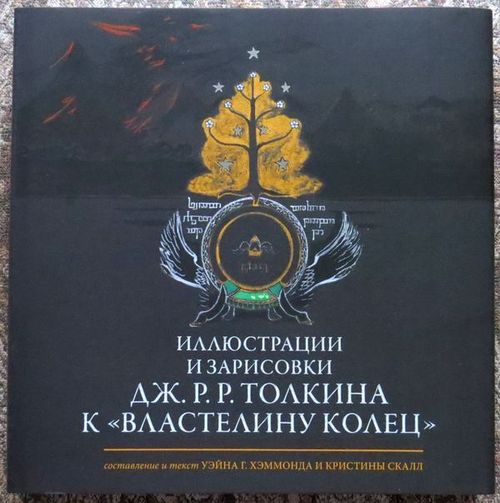 ИЛЛЮСТРАЦИИ
И ЗАРИСОВКИ
ДЖ. Р. Р. ТОЛКИНА
К «ВЛАСТЕЛИНУ КОЛЕЦ»
составление и текст УЭЙНА Г. ХЭММОНДА И КРИСТИНЫ СКАЛЛ